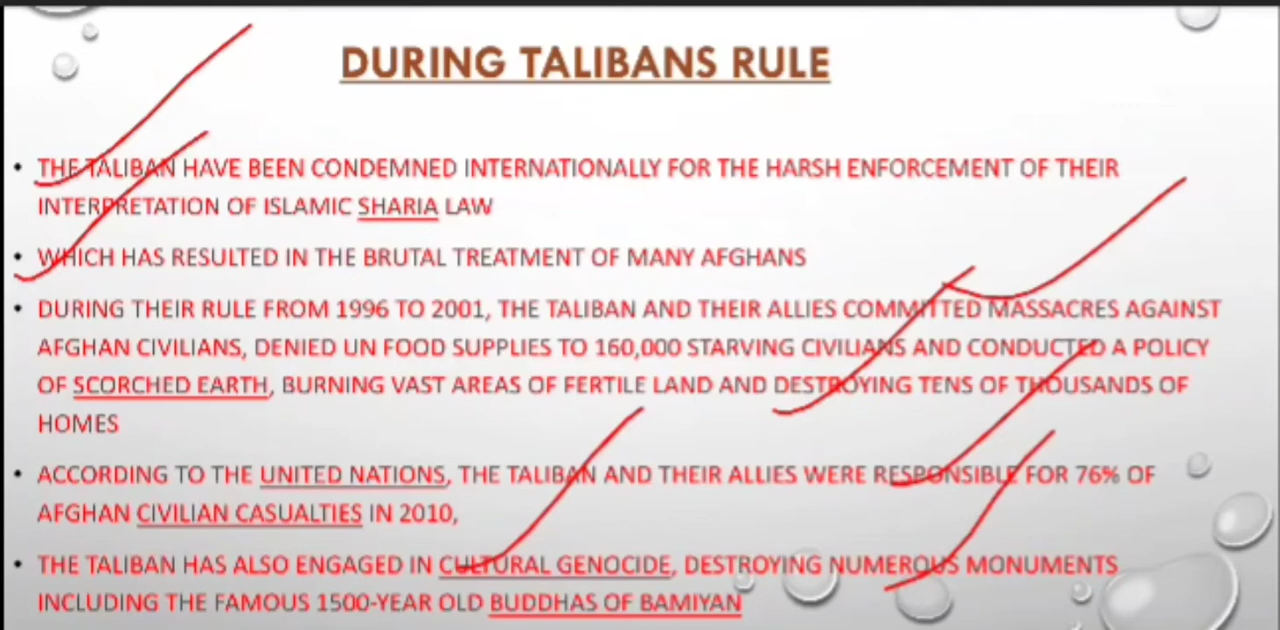 DURING TALIBANS RULE
• THE TALIBAN HAVE BEEN CONDEMNED INTERNATIONALLY FOR THE HARSH ENFORCEMENT OF THEIR
INTERPRETATION OF ISLAMIC SHARIA LAW
• WHICH HAS RESULTED IN THE BRUTAL TREATMENT OF MANY AFGHANS
• DURING THEIR RULE FROM 1996 TO 2001, THE TALIBAN AND THEIR ALLIES COMMITTED MASSACRES AGAINST
AFGHAN CIVILIANS, DENIED UN FOOD SUPPLIES TO 160,000 STARVING CIVILIANS AND CONDUCTED A POLICY
OF SCORCHED EARTH, BURNING VAST AREAS OF FERTILE LAND AND DESTROYING TENS OF THOUSANDS OF
HOMES
• ACCORDING TO THE UNITED NATIONS, THE TALIBAN AND THEIR ALLIES WERE RESPONSIBLE FOR 76% OF
AFGHAN CIVILIAN CASUALTIES IN 2010,
• THE TALIBAN HAS ALSO ENGAGED IN CULTURAL GENOCIDE, DESTROYING NUMEROUS MONUMENTS
INCLUDING THE FAMOUS 1500-YEAR OLD BUDDHAS OF BAMIYAN